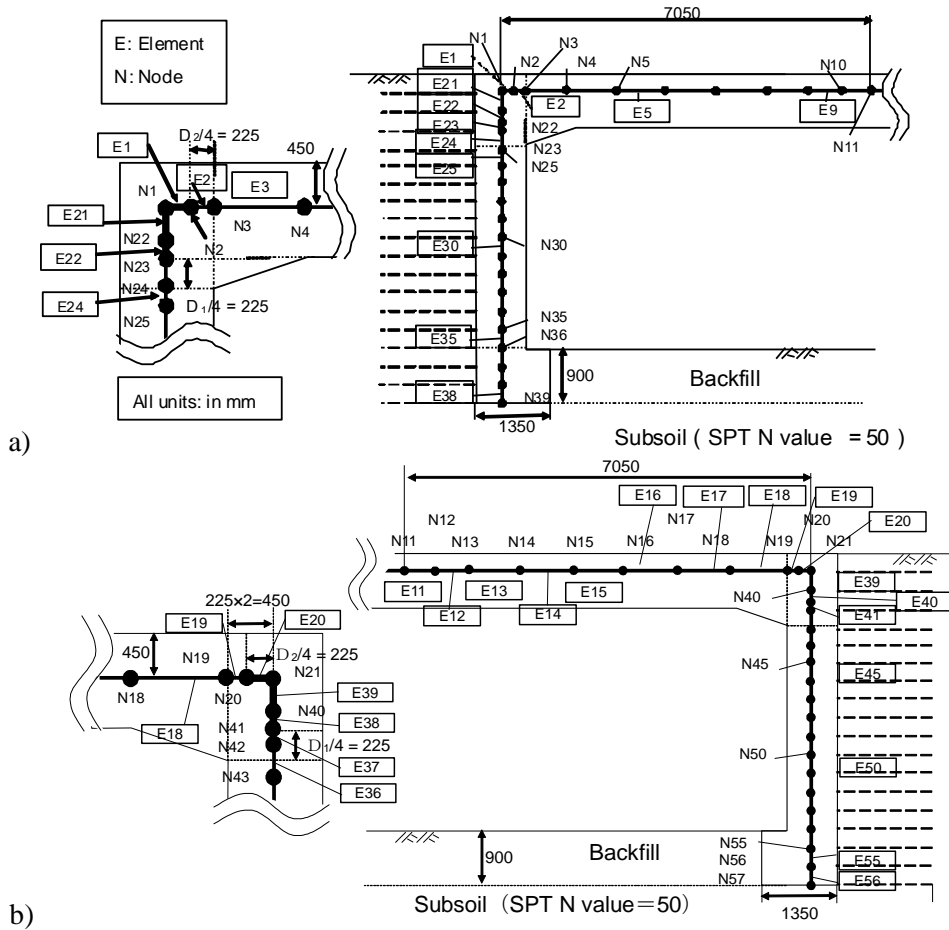 E: Element
N: Node
7050
N1
N3
E1
N2
N4
N5
N10
E21
E22
E2
E5
E9
E23
N22
N11
E24
N23
E25
N25
E30
N30
N35
N36
E35
E38
N39
900
Backfill
1350
Subsoil ( SPT N value = 50 )
D2/4 = 225
450
E1
E2
E3
N1
E21
N22
N2
N3
N4
E22
N23
N24
E24
D1/4 = 225
N25
All units: in mm
a)
7050
E16
E17
E18
E19
N12
N17
N20
E20
N11
N13
N14
N15
N16
N18
N19
N21
E11
E13
E15
E12
E14
N40
E39
E40
E41
N45
E45
N50
E50
N55
N56
N57
E55
E56
900
Backfill
1350
Subsoil (SPT N value=50)
225×2=450
E19
E20
450
N19
D2/4 = 225
N21
N18
N20
E39
E18
N41
N40
E38
N42
D1/4 = 225
E37
N43
E36
b)